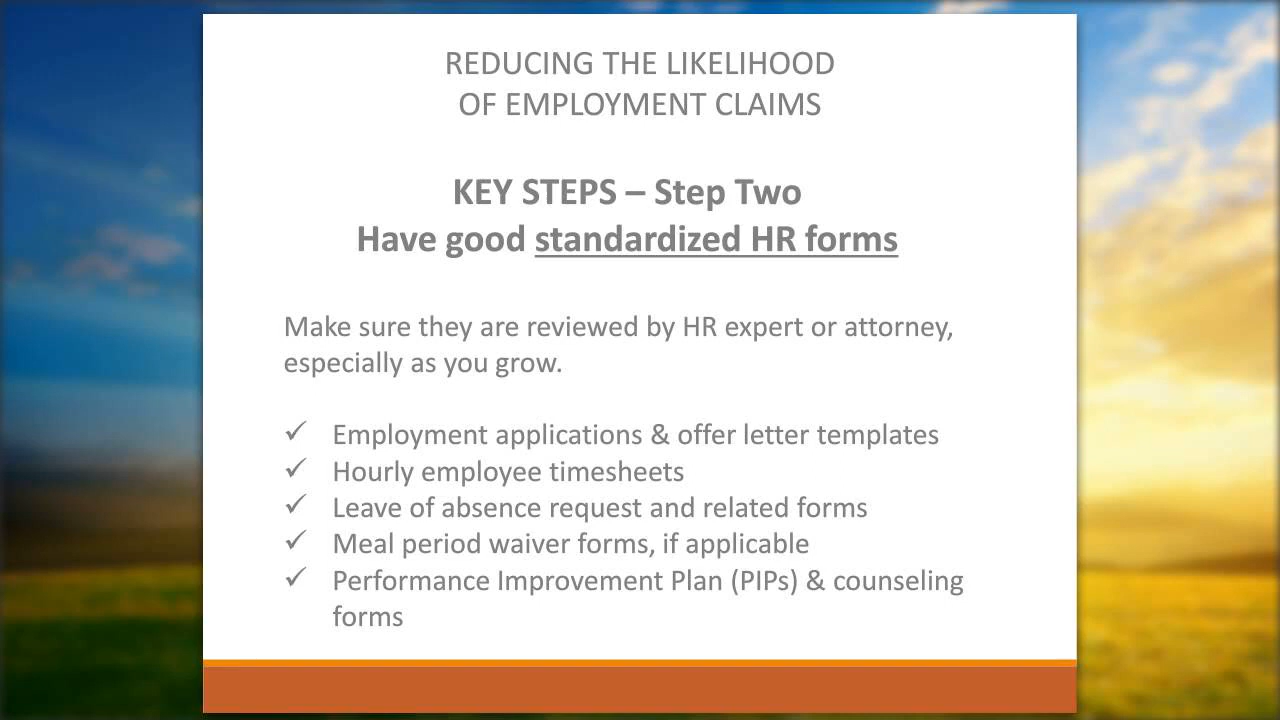 REDUCING THE LIKELIHOOD
OF EMPLOYMENT CLAIMS
KEY STEPS – Step Two
Have good standardized HR forms
Make sure they are reviewed by HR expert or attorney,
especially as you grow.
✓ Employment applications & offer letter templates
✓ Hourly employee timesheets
✓ Leave of absence request and related forms
✓ Meal period waiver forms, if applicable
✓ Performance Improvement Plan (PIPs) & counseling
forms